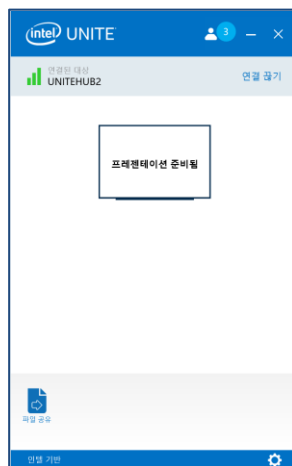 intel UNITE
3
연결된 대상
UNITEHUB2
연결 끊기
프레젠테이션 준비됨
파일 공유
인텔 기반